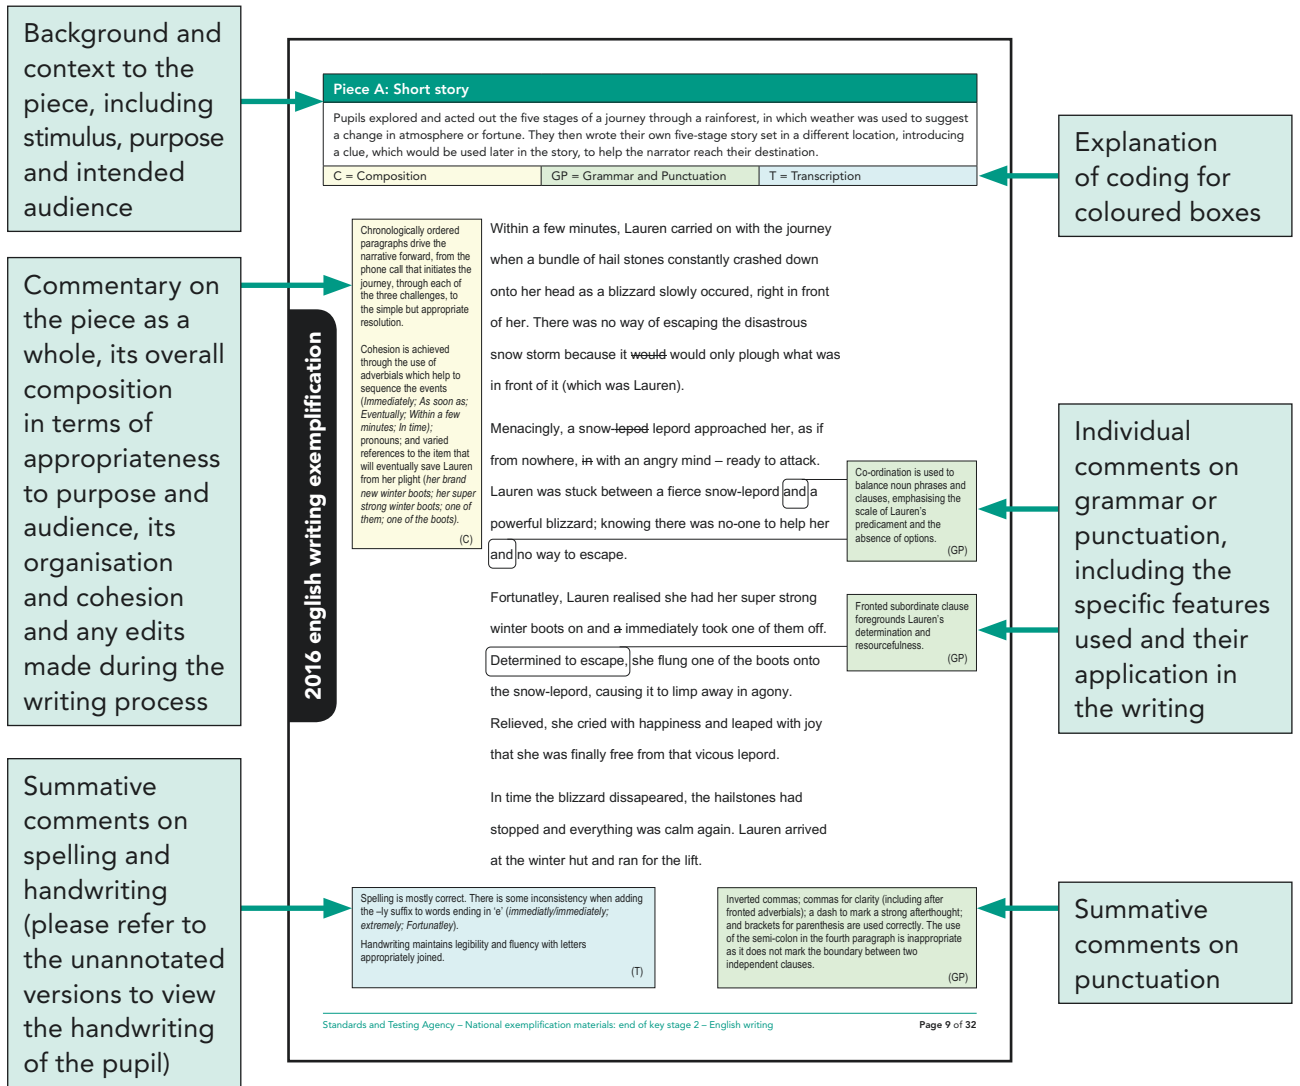 Background and
context to the
piece, including
stimulus, purpose
and intended
audience
Commentary on
the piece as a
whole, its overall
composition
in terms of
appropriateness
to purpose and
audience, its
organisation
and cohesion
and any edits
made during the
writing process
Summative
comments on
spelling and
handwriting
(please refer to
the unannotated
versions to view
the handwriting
of the pupil)
2016 english writing exemplification
Piece A: Short story
Pupils explored and acted out the five stages of a journey through a rainforest, in which weather was used to suggest
a change in atmosphere or fortune. They then wrote their own five-stage story set in a different location, introducing
a clue, which would be used later in the story, to help the narrator reach their destination.
C = Composition
GP = Grammar and Punctuation
T = Transcription
Chronologically ordered
paragraphs drive the
narrative forward, from the
phone call that initiates the
journey, through each of
the three challenges, to
the simple but appropriate
resolution.
Cohesion is achieved
through the use of
adverbials which help to
sequence the events
(Immediately; As soon as;
Eventually; Within a few
minutes; In time);
pronouns; and varied
references to the item that
will eventually save Lauren
from her plight (her brand
new winter boots; her super
strong winter boots; one of
them; one of the boots).
(C)
Within a few minutes, Lauren carried on with the journey
when a bundle of hail stones constantly crashed down
onto her head as a blizzard slowly occured, right in front
of her. There was no way of escaping the disastrous
snow storm because it would would only plough what was
in front of it (which was Lauren).
Menacingly, a snow-lepod lepord approached her, as if
from nowhere, in with an angry mind – ready to attack.
Lauren was stuck between a fierce snow-lepord and a
powerful blizzard; knowing there was no-one to help her
and no way to escape.
Fortunatley, Lauren realised she had her super strong
winter boots on and a immediately took one of them off.
Determined to escape, she flung one of the boots onto
the snow-lepord, causing it to limp away in agony.
Relieved, she cried with happiness and leaped with joy
that she was finally free from that vicous lepord.
In time the blizzard dissapeared, the hailstones had
stopped and everything was calm again. Lauren arrived
at the winter hut and ran for the lift.
Co-ordination is used to
balance noun phrases and
clauses, emphasising the
scale of Lauren's
predicament and the
absence of options.
(GP)
Fronted subordinate clause
foregrounds Lauren's
determination and
resourcefulness.
(GP)
Spelling is mostly correct. There is some inconsistency when adding
the –ly suffix to words ending in 'e' (immediatly/immediately;
extremely; Fortunatley).
Handwriting maintains legibility and fluency with letters
appropriately joined.
(T)
Inverted commas; commas for clarity (including after
fronted adverbials); a dash to mark a strong afterthought;
and brackets for parenthesis are used correctly. The use
of the semi-colon in the fourth paragraph is inappropriate
as it does not mark the boundary between two
independent clauses.
(GP)
Standards and Testing Agency – National exemplification materials: end of key stage 2 – English writing
Page 9 of 32
Explanation
of coding for
coloured boxes
Individual
comments on
grammar or
punctuation,
including the
specific features
used and their
application in
the writing
Summative
comments on
punctuation